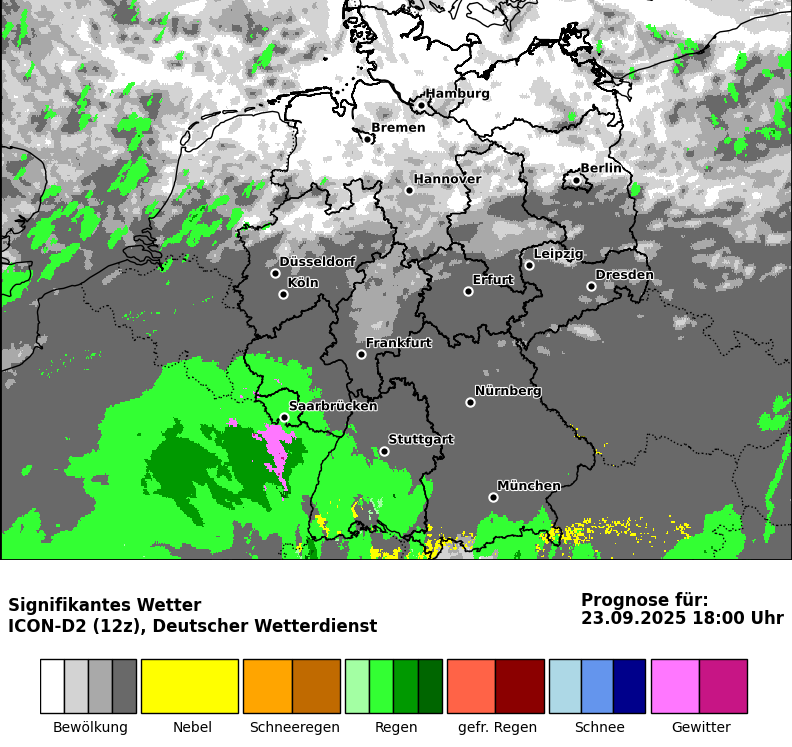 Hamburg
Bremen
Berlin
Hannover
Leipzig
Düsseldorf
Dresden
Köln
Erfurt
Frankfurt
Nürnberg
Saarbrücken
Stuttgart
München
Signifikantes Wetter
ICON-D2 (12z), Deutscher Wetterdienst
Prognose für:
23.09.2025 18:00 Uhr
Bewölkung
Nebel
Schneeregen
Regen
gefr. Regen
Schnee
Gewitter